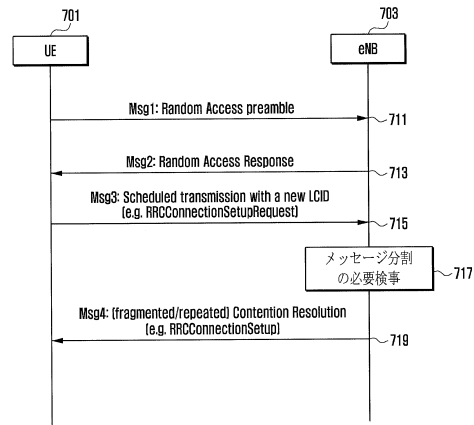 701
703
UE
eNB
Msg1: Random Access preamble
711
Msg2: Random Access Response
713
Msg3: Scheduled transmission with a new LCID
(e.g. RRCConnectionSetupRequest)
715
メッセージ分割
の必要検事
717
Msg4: (fragmented/repeated) Contention Resolution
(e.g. RRCConnectionSetup)
719